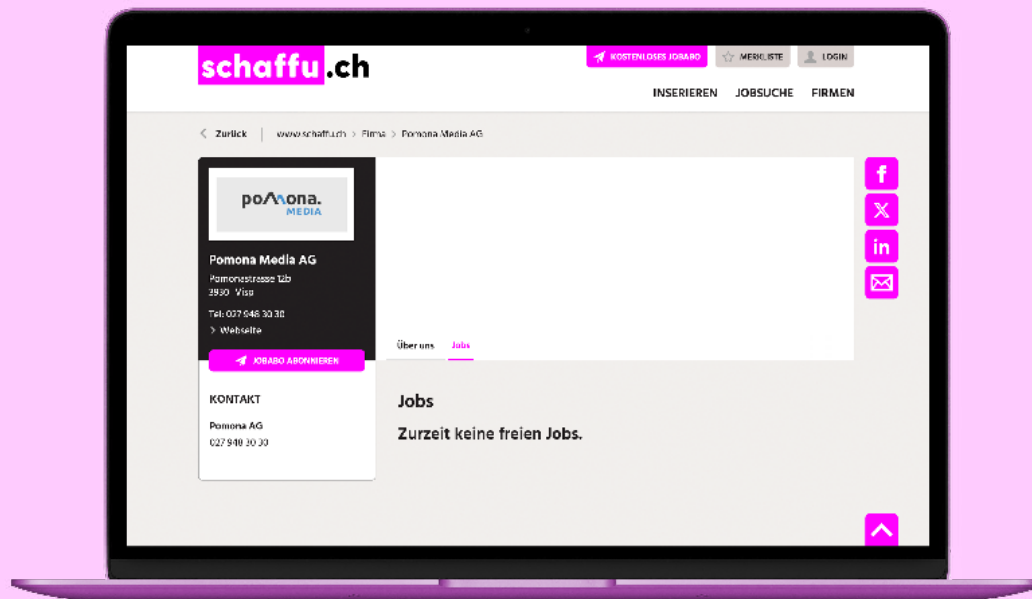 schaffu.ch
KOSTENLOSES JOBABO
MERKLISTE
LOGIN
INSERIEREN JOBSUCHE FIRMEN
Zurück www.schaffu.ch > Firma > Pomona Media AG
pomona.
MEDIA
Pomona Media AG
Pomonastrasse 12b
3930 Visp
Tel: 027 948 30 30
> Webseite
JOBABO ABONNIEREN
KONTAKT
Pomona AG
027 948 30 30
Über uns Jobs
Jobs
Zurzeit keine freien Jobs.
f
X
in